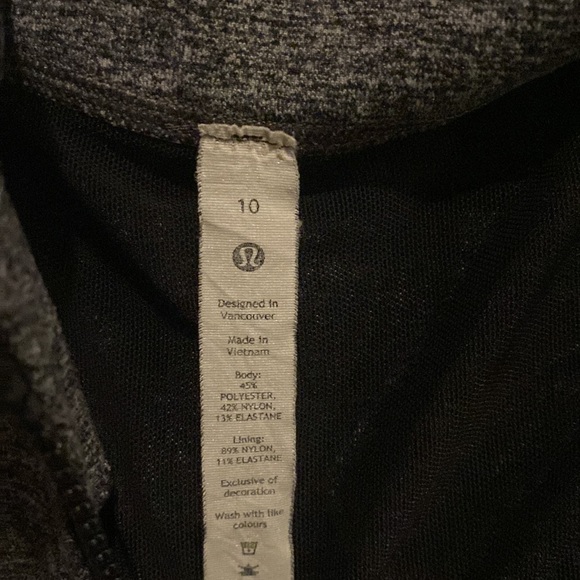 10
Designed in
Vancouver
Made in
Vietnam
Body:
45%
POLYESTER,
42% NYLON,
13% ELASTANE
Lining:
89% NYLON,
11% ELASTANE
Exclusive of
decoration
Wash with like
colours